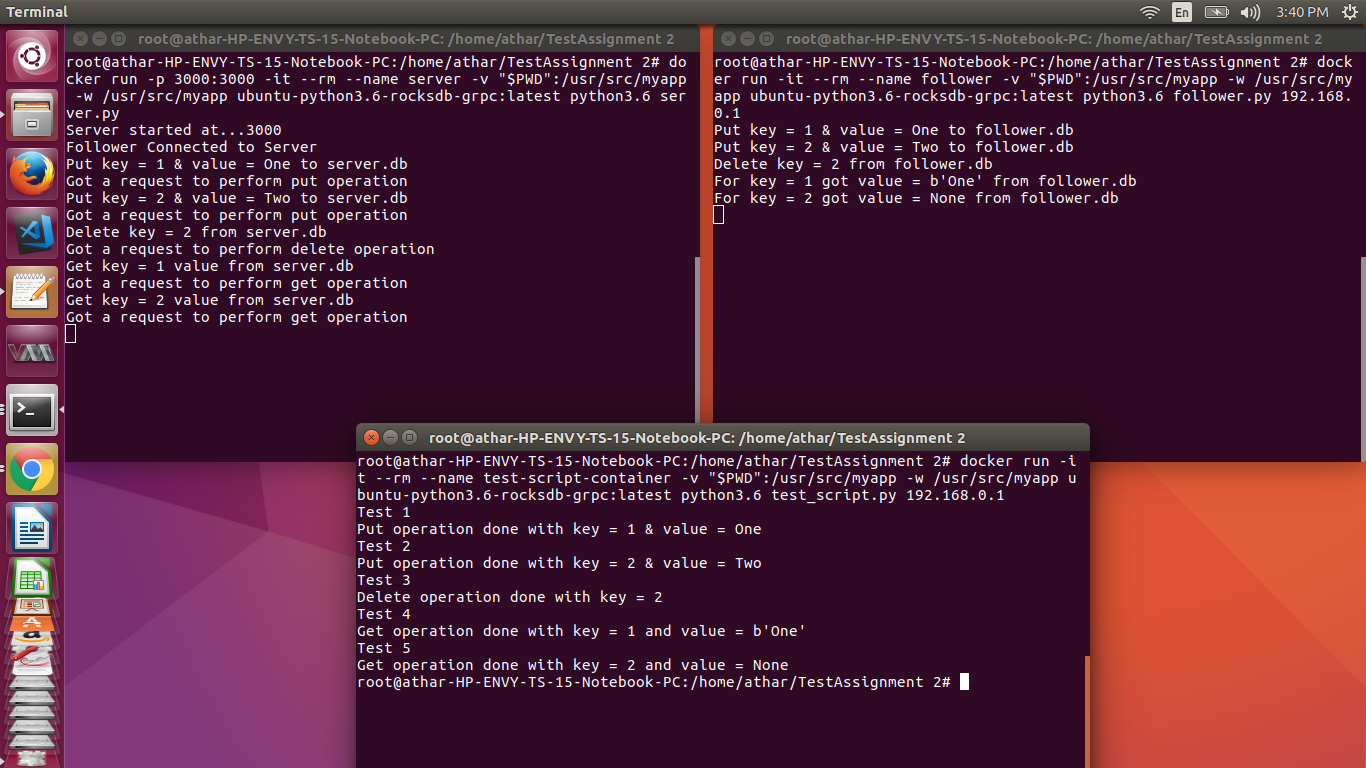 Terminal
En
3:40 PM
root@athar-HP-ENVY-TS-15-Notebook-PC: /home/athar/TestAssignment 2
root@athar-HP-ENVY-TS-15-Notebook-PC:/home/athar/TestAssignment 2# do
cker run -p 3000:3000 -it --rm --name server -v "$PWD":/usr/src/myapp
 -w /usr/src/myapp ubuntu-python3.6-rocksdb-grpc:latest python3.6 ser
ver.py
Server started at...3000
Follower Connected to Server
Put key = 1 & value = One to server.db
Got a request to perform put operation
Put key = 2 & value = Two to server.db
Got a request to perform put operation
Delete key = 2 from server.db
Got a request to perform delete operation
Get key = 1 value from server.db
Got a request to perform get operation
Get key = 2 value from server.db
Got a request to perform get operation
root@athar-HP-ENVY-TS-15-Notebook-PC: /home/athar/TestAssignment 2
root@athar-HP-ENVY-TS-15-Notebook-PC:/home/athar/TestAssignment 2# dock
er run -it --rm --name follower -v "$PWD":/usr/src/myapp -w /usr/src/my
app ubuntu-python3.6-rocksdb-grpc:latest python3.6 follower.py 192.168.
0.1
Put key = 1 & value = One to follower.db
Put key = 2 & value = Two to follower.db
Delete key = 2 from follower.db
For key = 1 got value = b'One' from follower.db
For key = 2 got value = None from follower.db
root@athar-HP-ENVY-TS-15-Notebook-PC: /home/athar/TestAssignment 2
root@athar-HP-ENVY-TS-15-Notebook-PC:/home/athar/TestAssignment 2# docker run -i
t --rm --name test-script-container -v "$PWD":/usr/src/myapp -w /usr/src/myapp u
buntu-python3.6-rocksdb-grpc:latest python3.6 test_script.py 192.168.0.1
Test 1
Put operation done with key = 1 & value = One
Test 2
Put operation done with key = 2 & value = Two
Test 3
Delete operation done with key = 2
Test 4
Get operation done with key = 1 and value = b'One'
Test 5
Get operation done with key = 2 and value = None
root@athar-HP-ENVY-TS-15-Notebook-PC:/home/athar/TestAssignment 2#